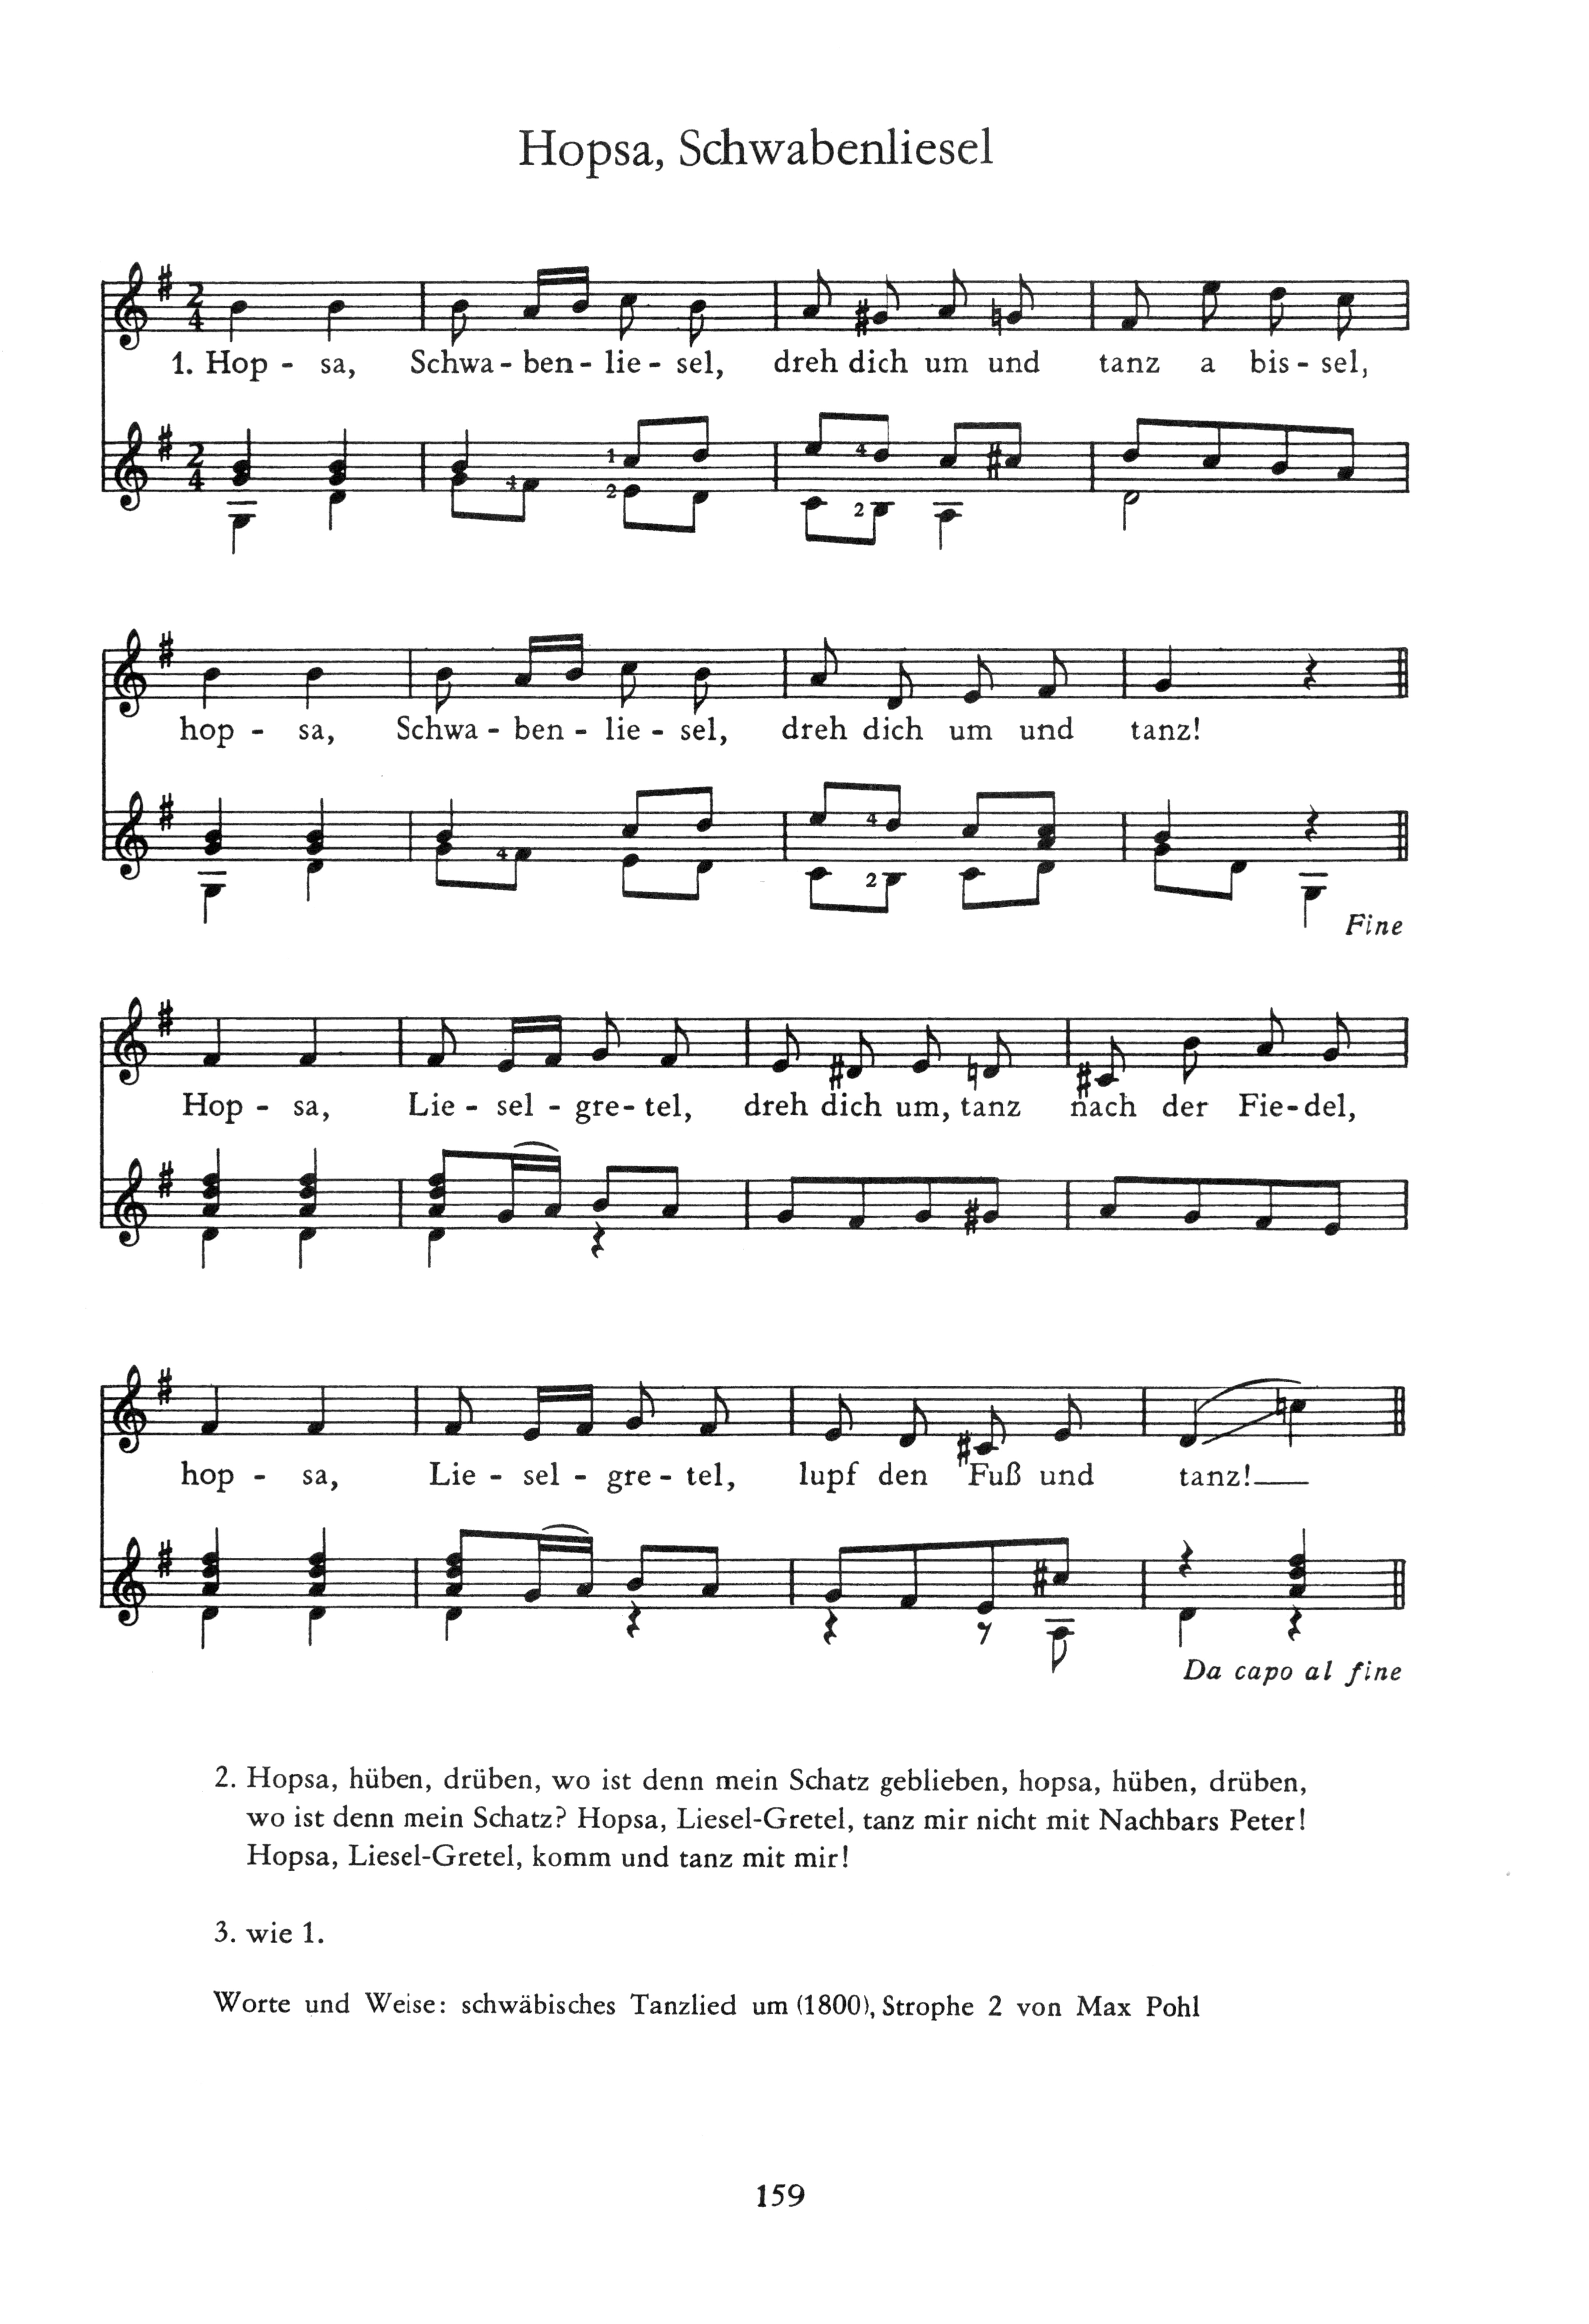 Hopsa, Schwabenliesel
2
4
1. Hop - sa, Schwa - ben - lie - sel, dreh dich um und tanz a bis - sel,
2
4
4
1
2
4
2
hop - sa, Schwa - ben - lie - sel, dreh dich um und tanz!
4
4
2
Fine
Hop - sa, Lie - sel - gre - tel, dreh dich um, tanz nach der Fie - del,
hop - sa, Lie - sel - gre - tel, lupf den Fuß und tanz!
Da capo al fine
2. Hopsa, hüben, drüben, wo ist denn mein Schatz geblieben, hopsa, hüben, drüben,
wo ist denn mein Schatz? Hopsa, Liesel-Gretel, tanz mir nicht mit Nachbars Peter!
Hopsa, Liesel-Gretel, komm und tanz mit mir!
3. wie 1.
Worte und Weise: schwäbisches Tanzlied um (1800), Strophe 2 von Max Pohl
159